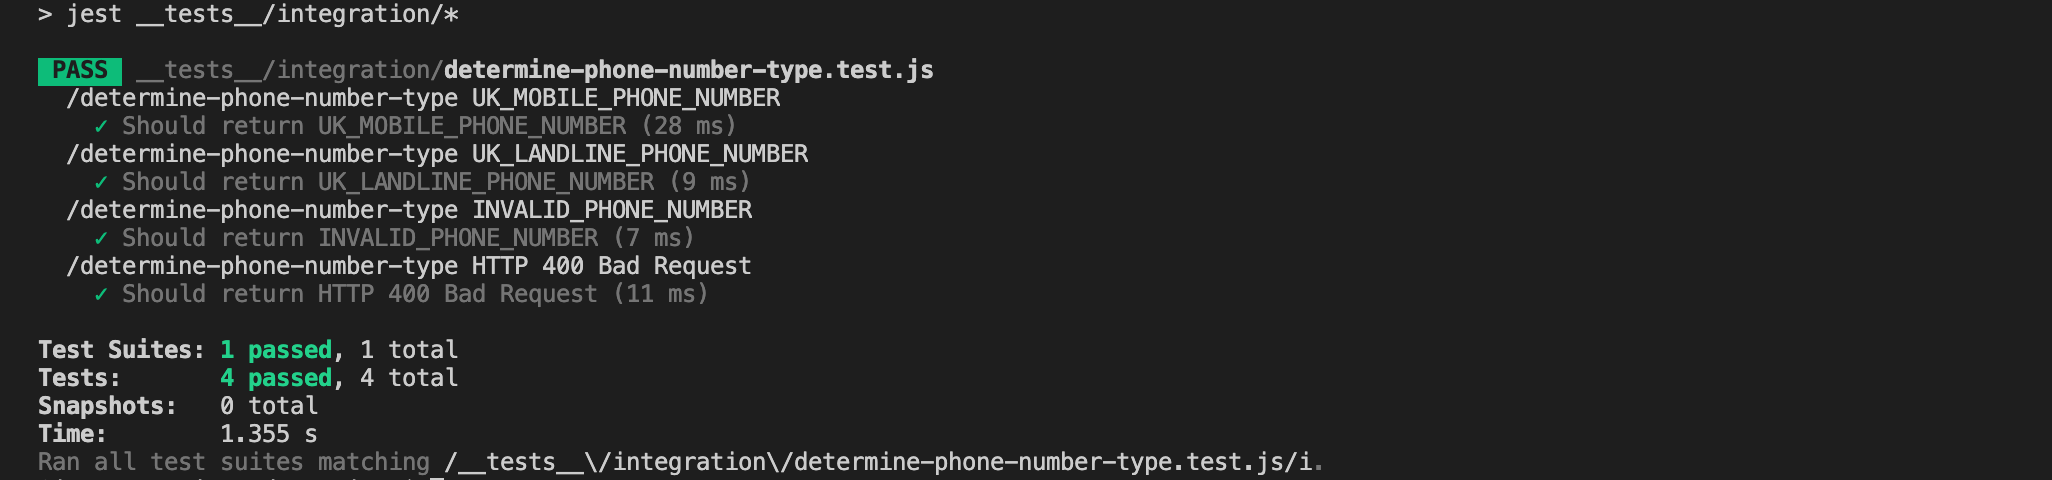 > jest __tests__/integration/*
PASS __tests__/integration/determine-phone-number-type.test.js
/determine-phone-number-type UK_MOBILE_PHONE_NUMBER
✓ Should return UK_MOBILE_PHONE_NUMBER (28 ms)
/determine-phone-number-type UK_LANDLINE_PHONE_NUMBER
✓ Should return UK_LANDLINE_PHONE_NUMBER (9 ms)
/determine-phone-number-type INVALID_PHONE_NUMBER
✓ Should return INVALID_PHONE_NUMBER (7 ms)
/determine-phone-number-type HTTP 400 Bad Request
✓ Should return HTTP 400 Bad Request (11 ms)
Test Suites: 1 passed, 1 total
Tests: 4 passed, 4 total
Snapshots: 0 total
Time: 1.355 s
Ran all test suites matching /__tests__\/integration\/determine-phone-number-type.test.js/i.